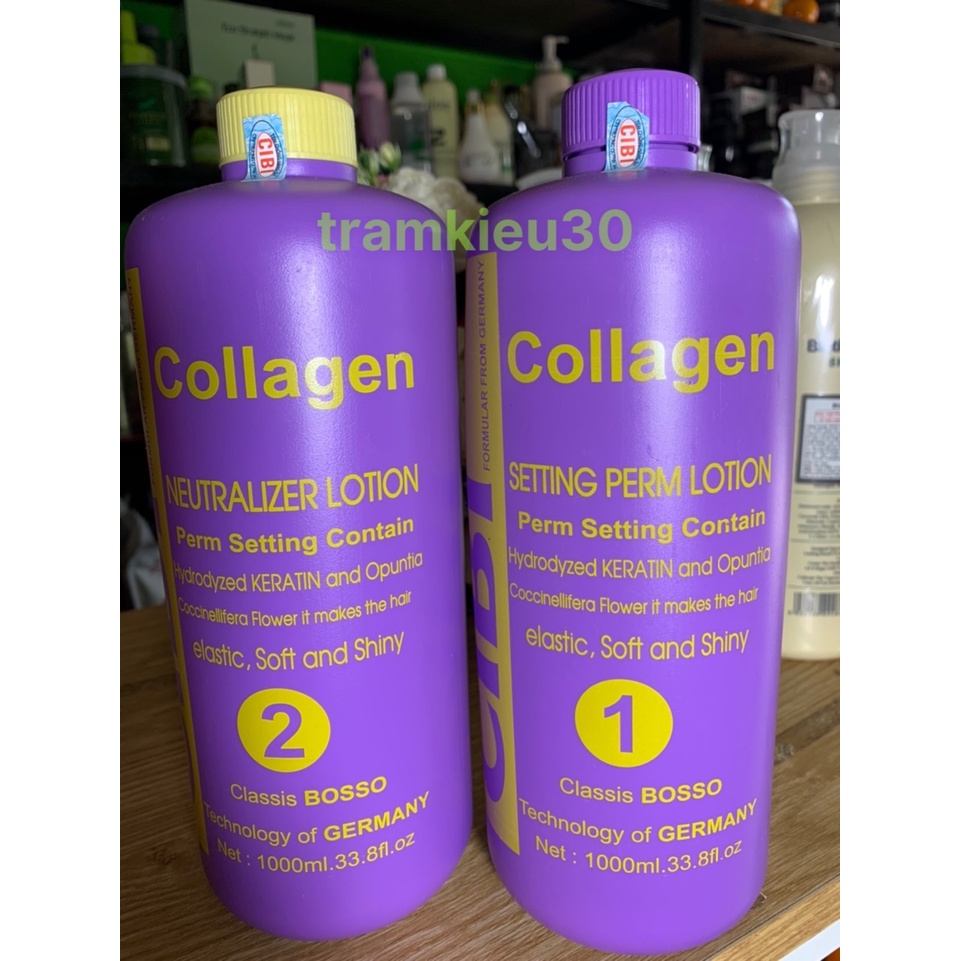 CIBI
CIBI
tramkieu30
Collagen
NEUTRALIZER LOTION
Perm Setting Contain
Hydrodyzed KERATIN and Opuntia
Coccinellifera Flower it makes the hair
elastic, Soft and Shiny
2
Classis BOSSO
Technology of GERMANY
Net : 1000ml.33.8fl.oz
FORMULAR FROM GERMANY
CIBI
Collagen
SETTING PERM LOTION
Perm Setting Contain
Hydrodyzed KERATIN and Opuntia
Coccinellifera Flower it makes the hair
elastic, Soft and Shiny
1
Classis BOSSO
Technology of GERMANY
Net : 1000ml.33.8fl.oz